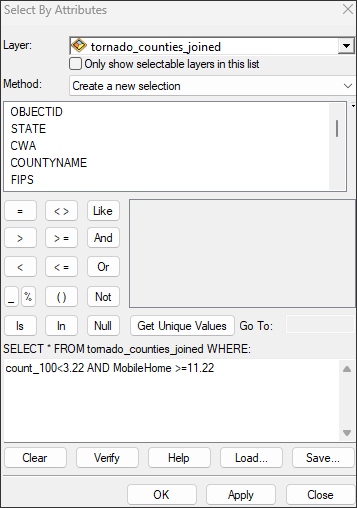 Select By Attributes
Layer: tornado_counties_joined
Only show selectable layers in this list
Method: Create a new selection
OBJECTID
STATE
CWA
COUNTYNAME
FIPS
= < > Like
> > = And
< < = Or
_ % ( ) Not
Is In Null Get Unique Values Go To:
SELECT * FROM tornado_counties_joined WHERE:
count_100<3.22 AND MobileHome >=11.22
Clear Verify Help Load... Save...
OK Apply Close